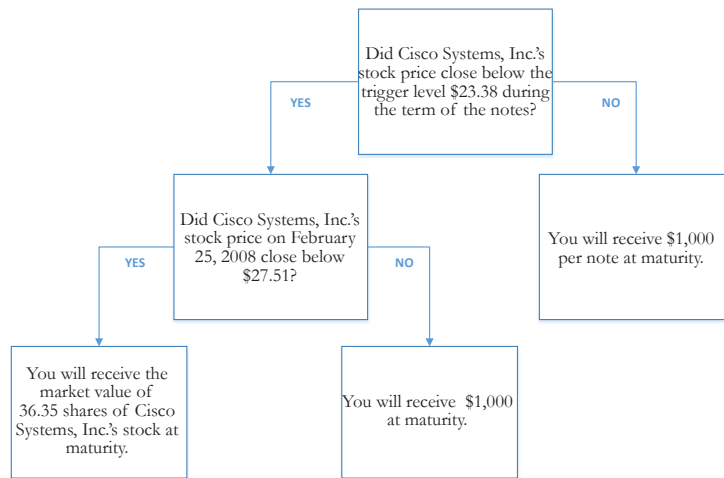 Did Cisco Systems, Inc.'s
stock price close below the
trigger level $23.38 during
the term of the notes?
YES
NO
Did Cisco Systems, Inc.'s
stock price on February
25, 2008 close below
$27.51?
You will receive $1,000
per note at maturity.
YES
NO
You will receive the
market value of
36.35 shares of Cisco
Systems, Inc.'s stock at
maturity.
You will receive $1,000
at maturity.